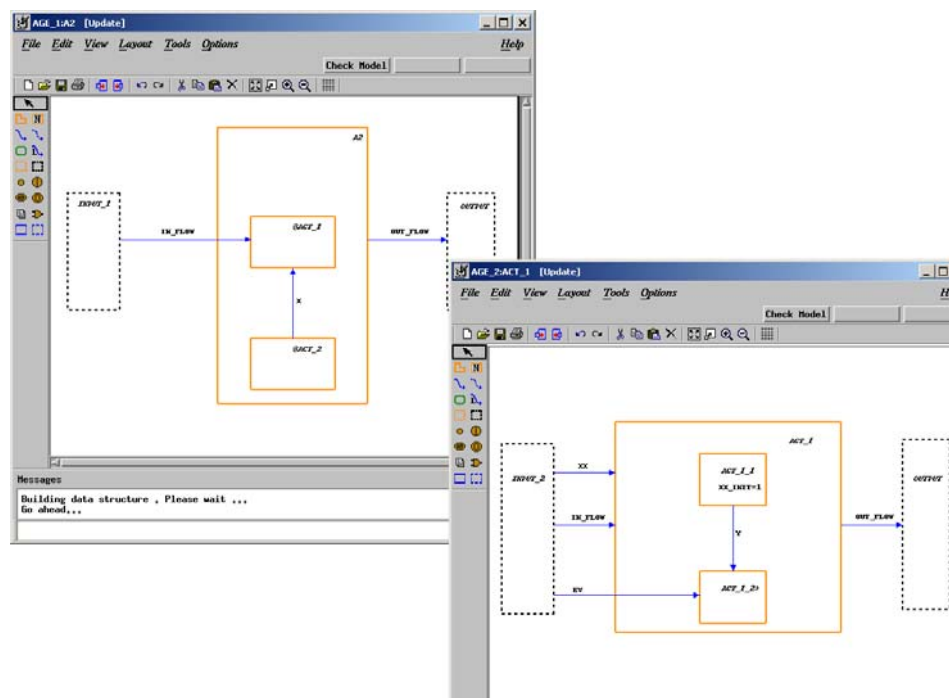 AGE_1:A2 [Update]
File Edit View Layout Tools Options Help
Check Model
A2
INPUT_1
OUTPUT
@ACT_1
IN_FLOW
OUT_FLOW
X
@ACT_2
Messages
Building data structure , Please wait ...
Go ahead...
AGE_2:ACT_1 [Update]
File Edit View Layout Tools Options H
Check Model
ACT_1
XX
INPUT_2
ACT_1_1
OUTPUT
XX_INIT=1
IN_FLOW
OUT_FLOW
Y
EV
ACT_1_2>